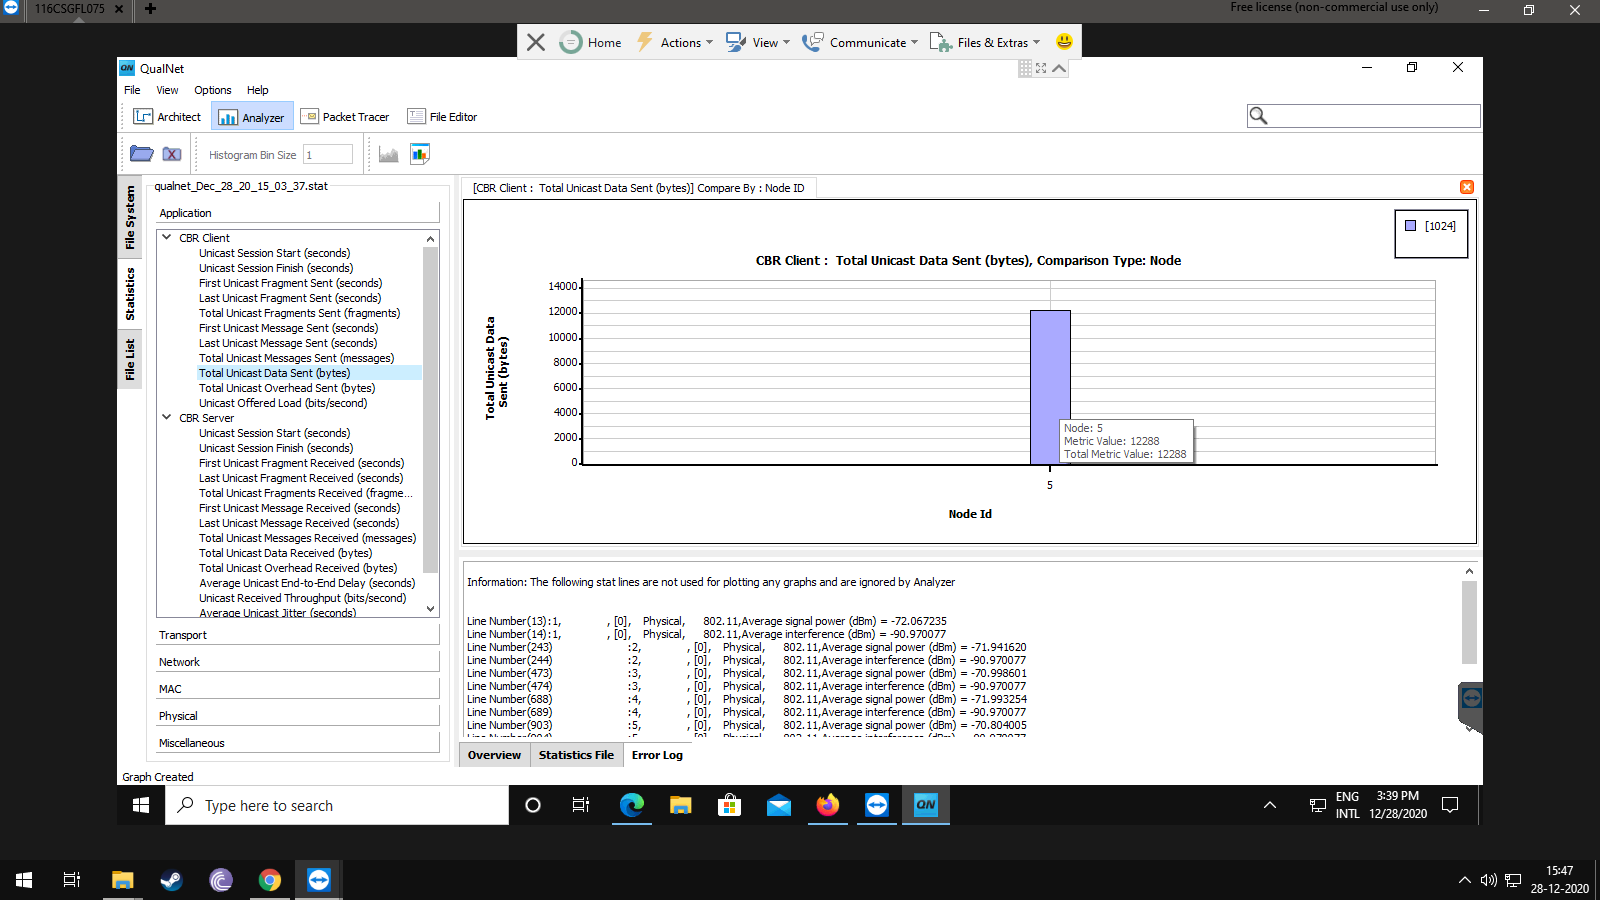 116CSGFL075
Free license (non-commercial use only)
Home
Actions
View
Communicate
Files & Extras
QN QualNet
File View Options Help
Architect
Analyzer
Packet Tracer
File Editor
Histogram Bin Size 1
File System
Statistics
File List
qualnet_Dec_28_20_15_03_37.stat
Application
CBR Client
Unicast Session Start (seconds)
Unicast Session Finish (seconds)
First Unicast Fragment Sent (seconds)
Last Unicast Fragment Sent (seconds)
Total Unicast Fragments Sent (fragments)
First Unicast Message Sent (seconds)
Last Unicast Message Sent (seconds)
Total Unicast Messages Sent (messages)
Total Unicast Data Sent (bytes)
Total Unicast Overhead Sent (bytes)
Unicast Offered Load (bits/second)
CBR Server
Unicast Session Start (seconds)
Unicast Session Finish (seconds)
First Unicast Fragment Received (seconds)
Last Unicast Fragment Received (seconds)
Total Unicast Fragments Received (fragme...
First Unicast Message Received (seconds)
Last Unicast Message Received (seconds)
Total Unicast Messages Received (messages)
Total Unicast Data Received (bytes)
Total Unicast Overhead Received (bytes)
Average Unicast End-to-End Delay (seconds)
Unicast Received Throughput (bits/second)
Average Unicast Jitter (seconds)
Transport
Network
MAC
Physical
Miscellaneous
[CBR Client : Total Unicast Data Sent (bytes)] Compare By : Node ID
[1024]
CBR Client : Total Unicast Data Sent (bytes), Comparison Type: Node
Total Unicast Data
Sent (bytes)
14000
12000
10000
8000
6000
4000
2000
0
Node: 5
Metric Value: 12288
Total Metric Value: 12288
5
Node Id
Information: The following stat lines are not used for plotting any graphs and are ignored by Analyzer
Line Number(13):1, , [0], Physical, 802.11,Average signal power (dBm) = -72.067235
Line Number(14):1, , [0], Physical, 802.11,Average interference (dBm) = -90.970077
Line Number(243) :2, , [0], Physical, 802.11,Average signal power (dBm) = -71.941620
Line Number(244) :2, , [0], Physical, 802.11,Average interference (dBm) = -90.970077
Line Number(473) :3, , [0], Physical, 802.11,Average signal power (dBm) = -70.998601
Line Number(474) :3, , [0], Physical, 802.11,Average interference (dBm) = -90.970077
Line Number(688) :4, , [0], Physical, 802.11,Average signal power (dBm) = -71.993254
Line Number(689) :4, , [0], Physical, 802.11,Average interference (dBm) = -90.970077
Line Number(903) :5, , [0], Physical, 802.11,Average signal power (dBm) = -70.804005
Overview
Statistics File
Error Log
Graph Created
Type here to search
QN
ENG
INTL
3:39 PM
12/28/2020
15:47
28-12-2020